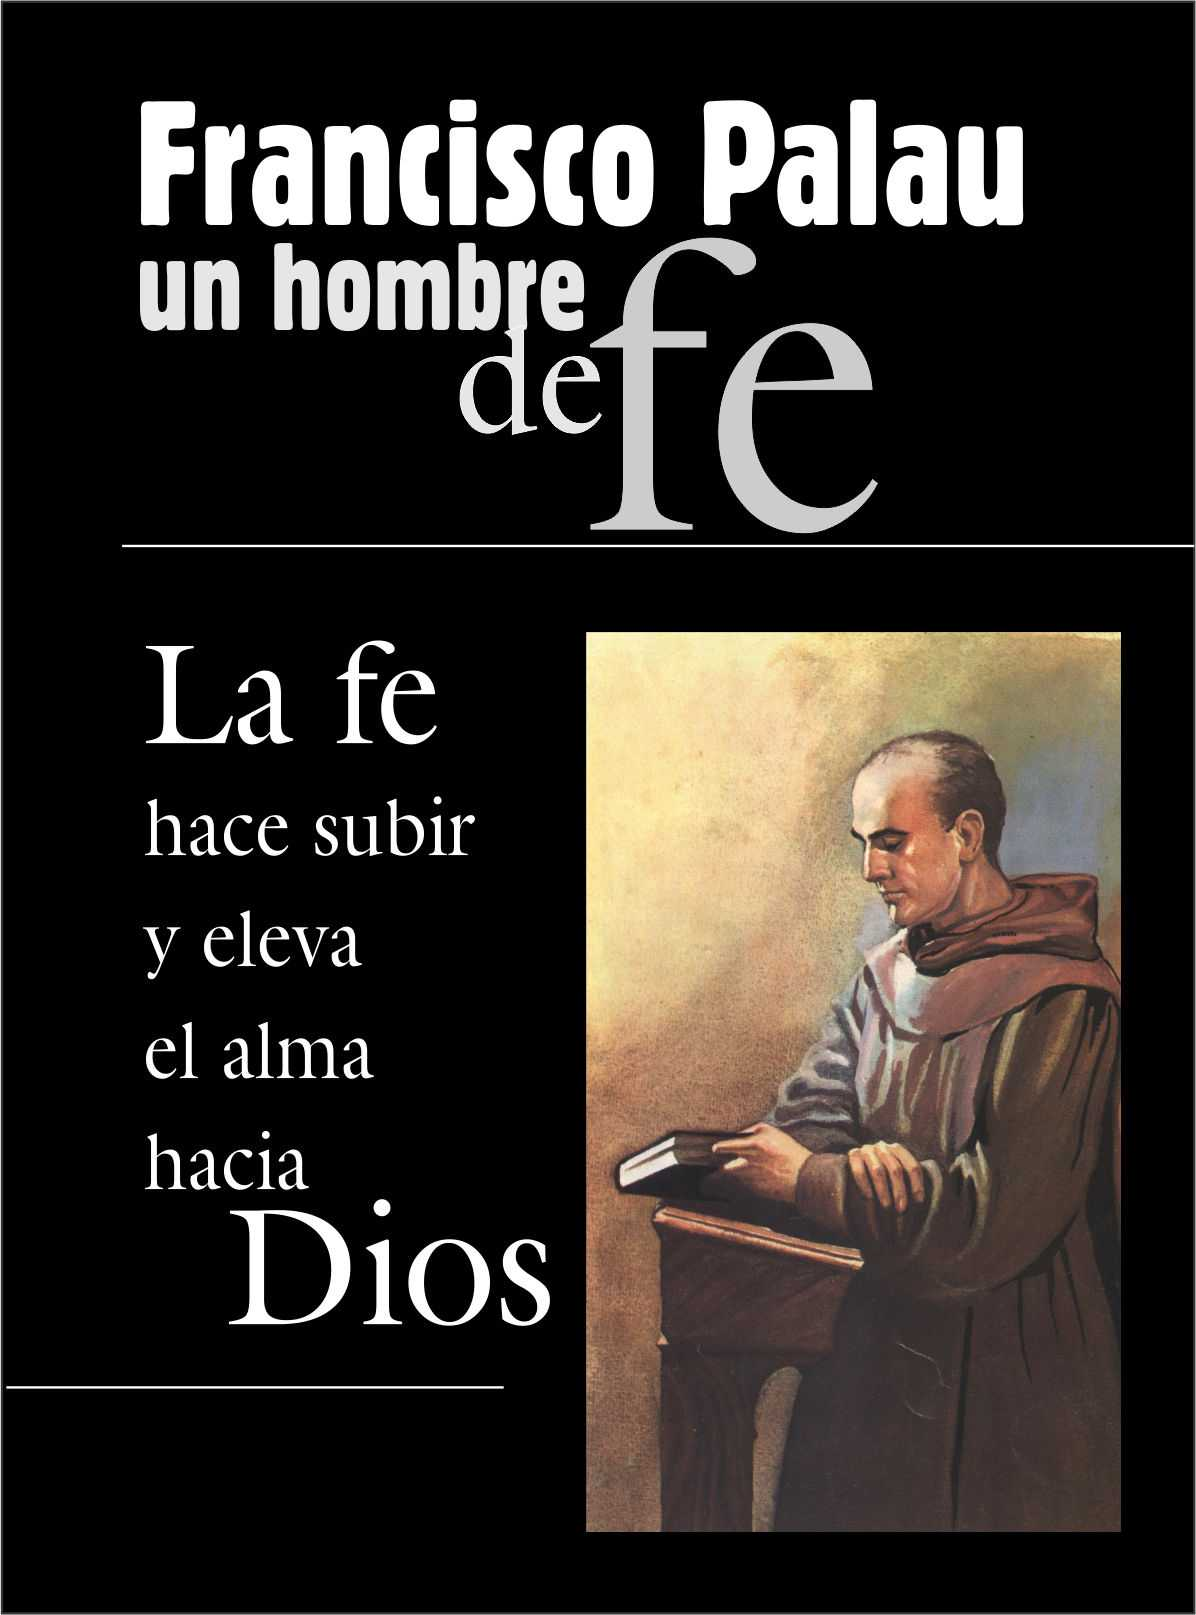 Francisco Palau
un hombre
de fe
La fe
hace subir
y eleva
el alma
hacia
Dios